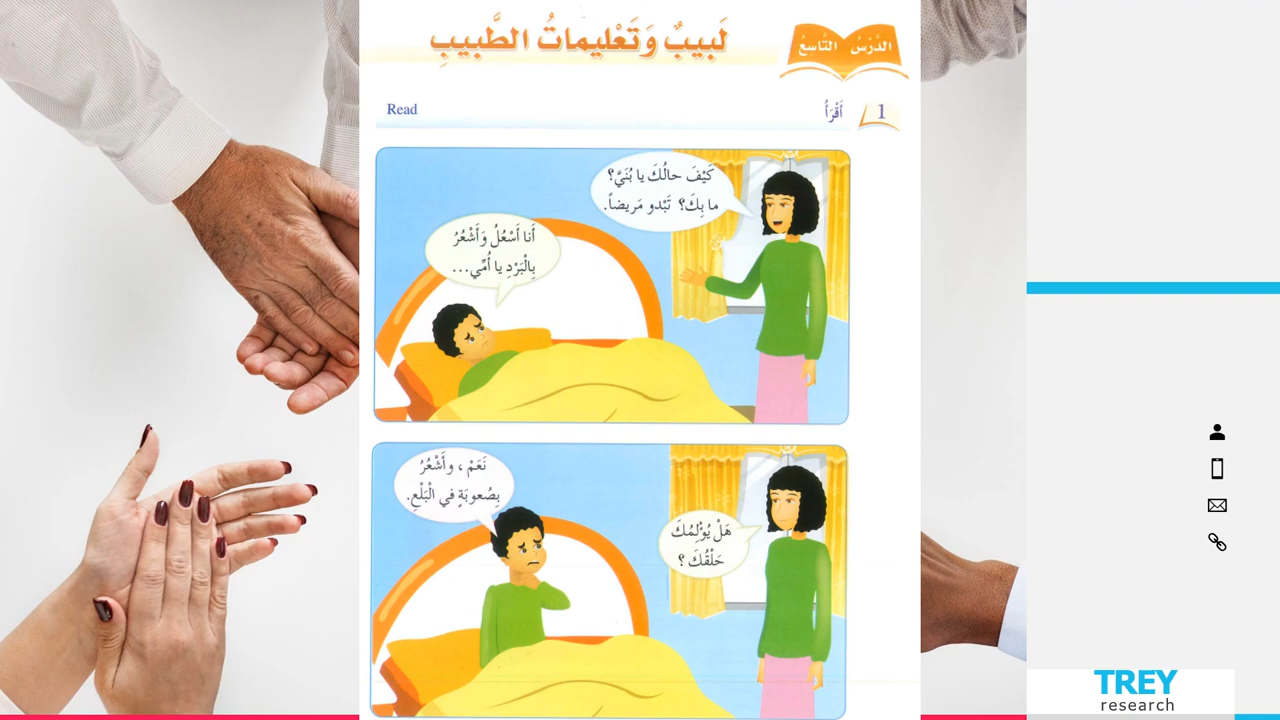 الدَّرْسُ التَّاسِعُ
لَبيبٌ وَتَعْليماتُ الطَّبيبِ
1 أَقْرَأُ
Read
كَيْفَ حالُكَ يا بُنَيَّ؟
ما بِكَ؟ تَبْدو مَريضاً.
أَنا أَسْعُلُ وَأَشْعُرُ
بِالْبَرْدِ يا أُمِّي...
هَلْ يُؤْلِمُكَ
حَلْقُكَ ؟
نَعَمْ ، وأَشْعُرُ
بِصُعوبَةٍ في الْبَلْعِ.
TREY
research